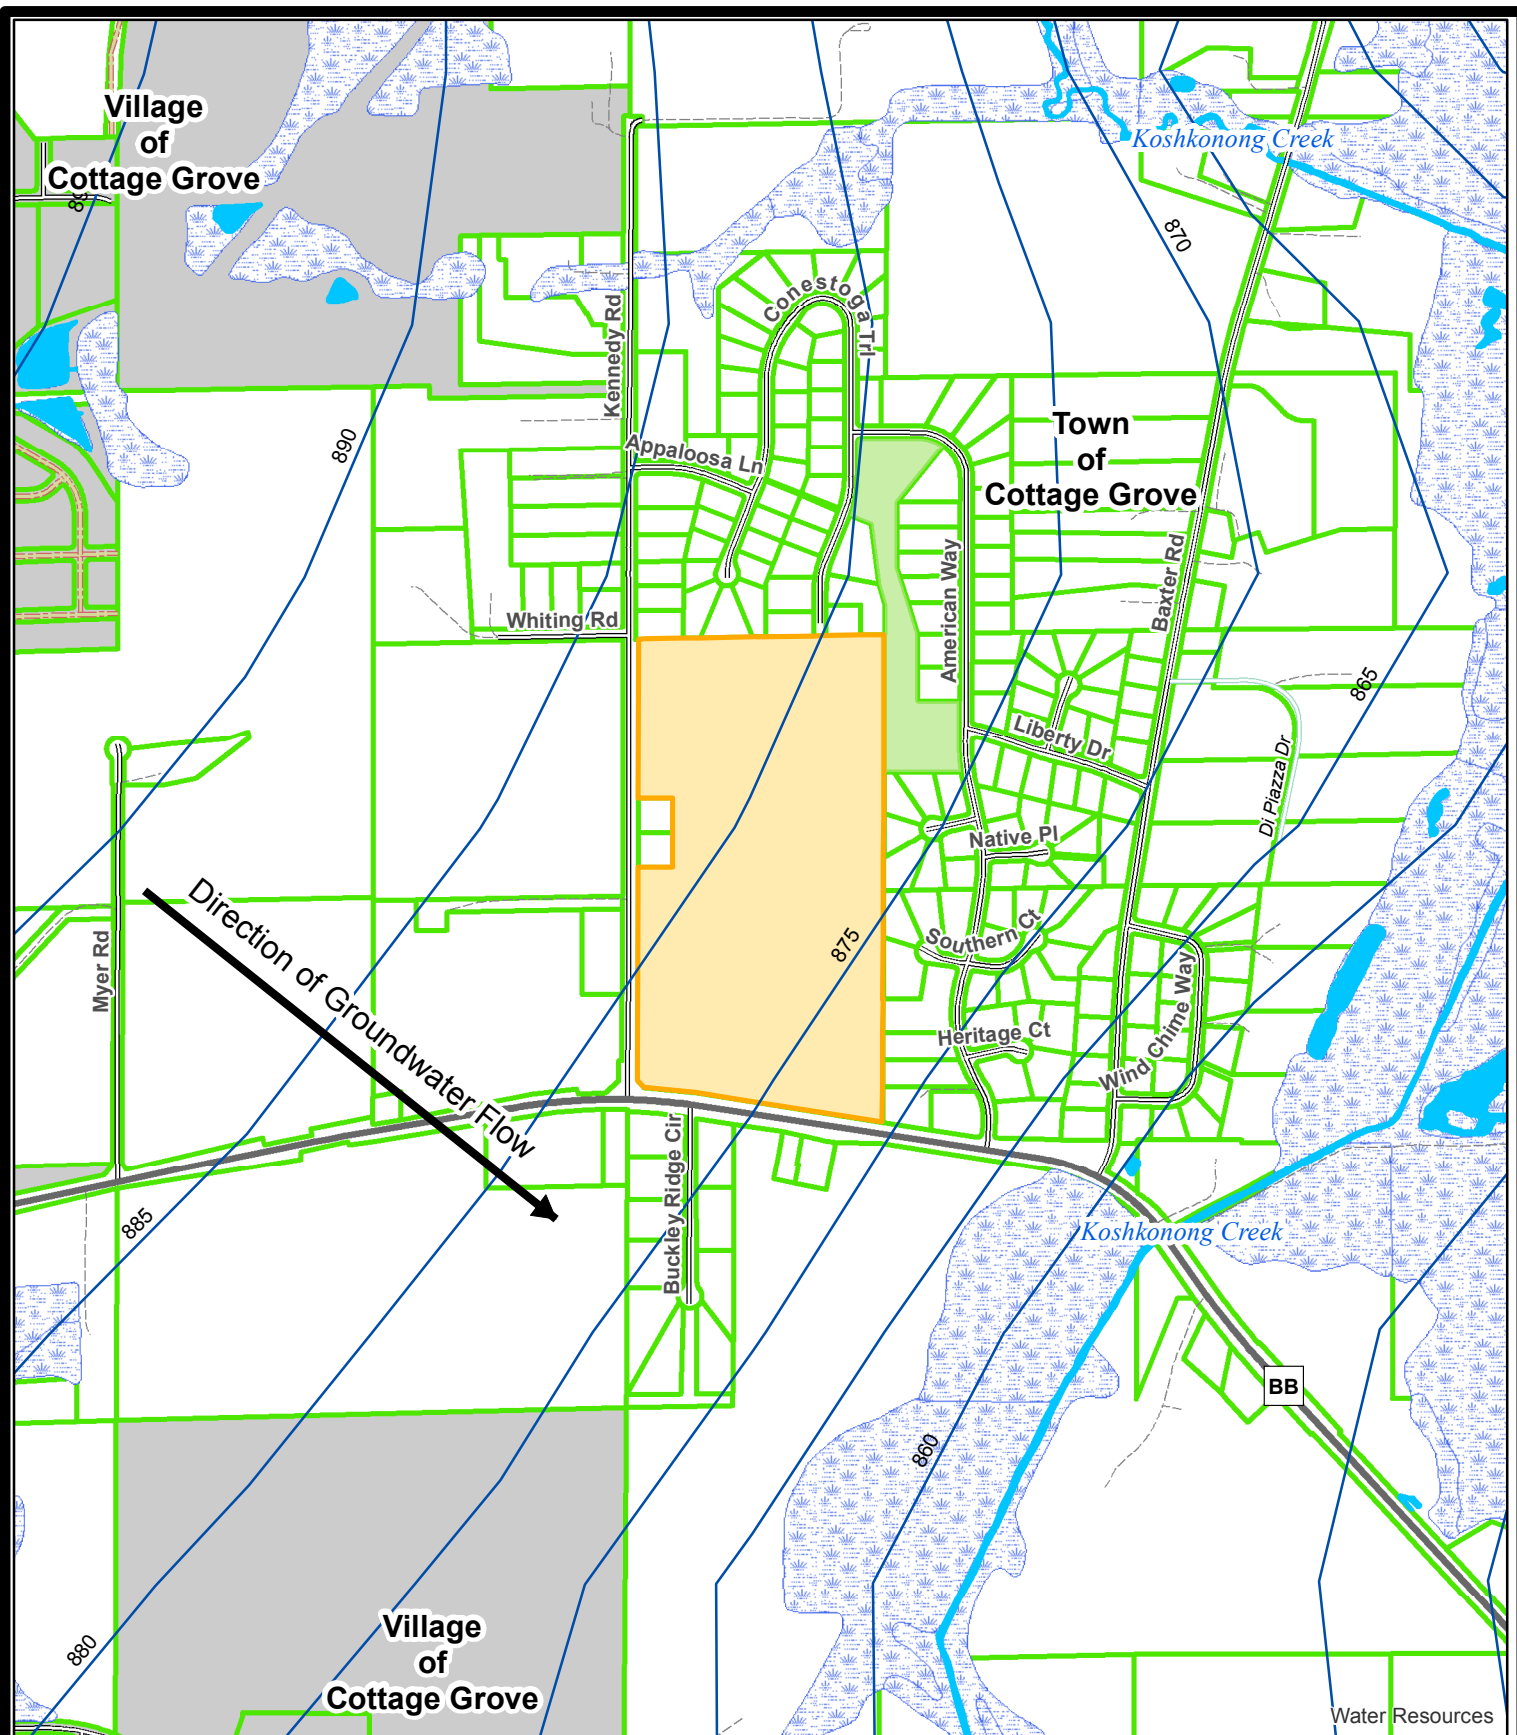 Village
of
Cottage Grove
Koshkonong Creek
870
Conestoga Trl
Kennedy Rd
890
Appaloosa Ln
Town
of
Cottage Grove
American Way
Baxter Rd
Whiting Rd
865
Liberty Dr
Di Piazza Dr
Native Pl
Direction of Groundwater Flow
875
Southern Ct
Myer Rd
Wind Chime Way
Heritage Ct
Buckley Ridge Cir
885
Koshkonong Creek
BB
860
880
Village
of
Cottage Grove
Water Resources